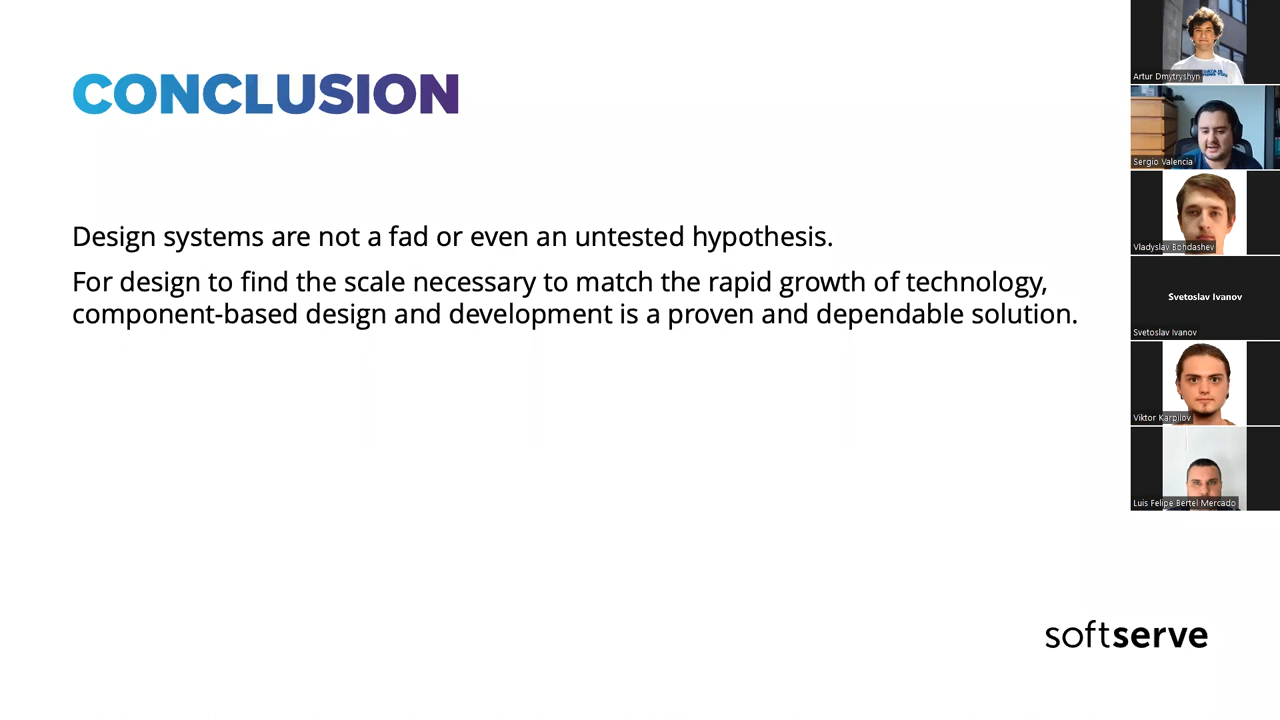 CONCLUSION
Design systems are not a fad or even an untested hypothesis.
For design to find the scale necessary to match the rapid growth of technology,
component-based design and development is a proven and dependable solution.
softserve
Artur Dmytryshyn
Sergio Valencia
Vladyslav Bohdashev
Svetoslav Ivanov
Svetoslav Ivanov
Viktor Karpilov
Luis Felipe Bertel Mercado